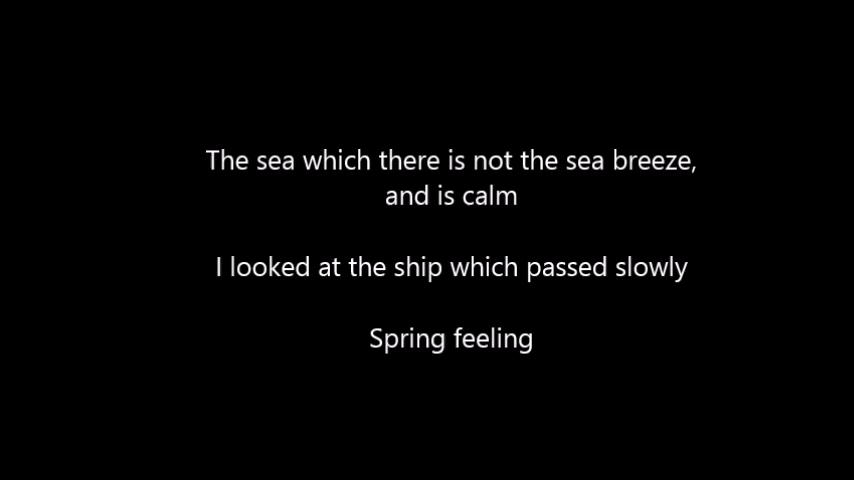 The sea which there is not the sea breeze,
and is calm
I looked at the ship which passed slowly
Spring feeling